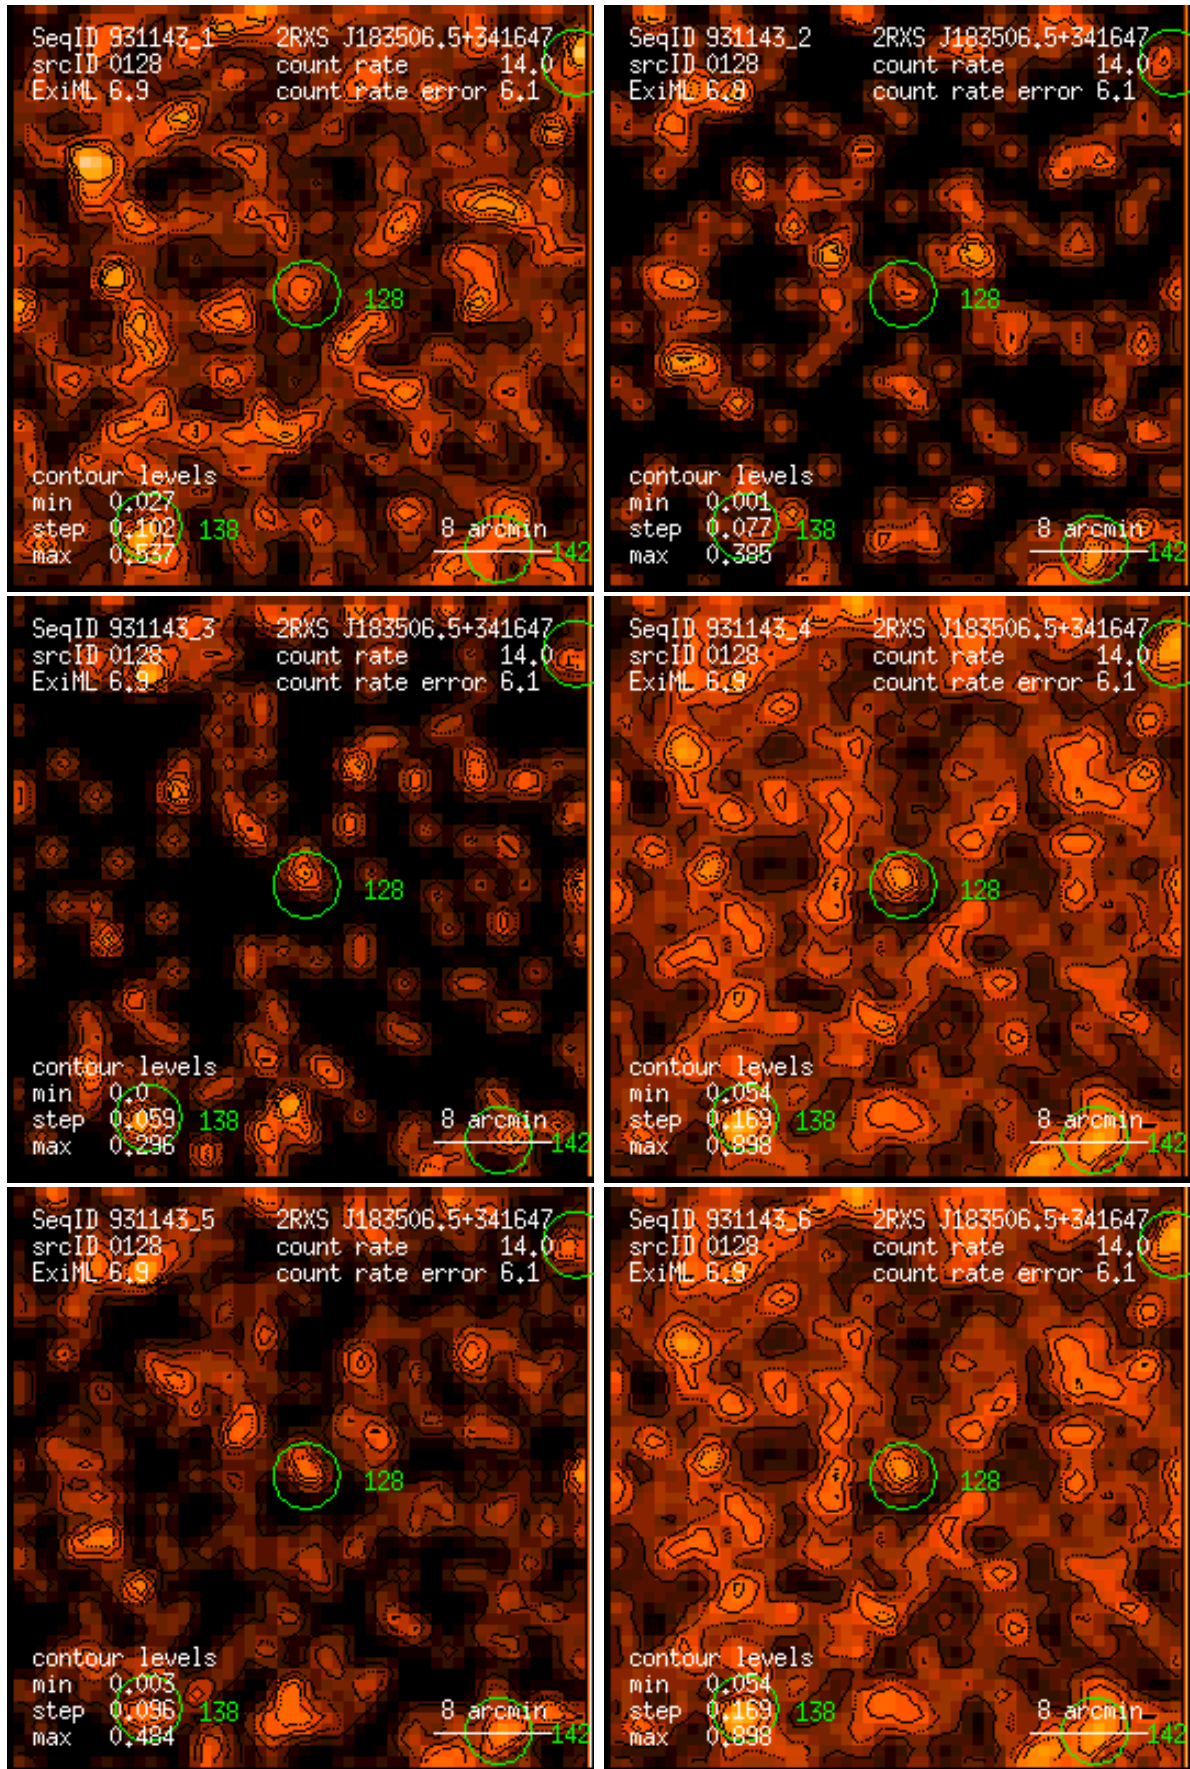 SeqID 931143_1 2RXS J183506.5+341647
srcID 0128 count rate 14.0
ExiML 6.9 count rate error 6.1
128
contour levels
min 0.027
step 0.102 138 8 arcmin
max 0.537 142
SeqID 931143_2 2RXS J183506.5+341647
srcID 0128 count rate 14.0
ExiML 6.9 count rate error 6.1
128
contour levels
min 0.001
step 0.077 138 8 arcmin
max 0.385 142
SeqID 931143_3 2RXS J183506.5+341647
srcID 0128 count rate 14.0
ExiML 6.9 count rate error 6.1
128
contour levels
min 0.0
step 0.059 138 8 arcmin
max 0.296 142
SeqID 931143_4 2RXS J183506.5+341647
srcID 0128 count rate 14.0
ExiML 6.9 count rate error 6.1
128
contour levels
min 0.054
step 0.169 138 8 arcmin
max 0.898 142
SeqID 931143_5 2RXS J183506.5+341647
srcID 0128 count rate 14.0
ExiML 6.9 count rate error 6.1
128
contour levels
min 0.003
step 0.096 138 8 arcmin
max 0.484 142
SeqID 931143_6 2RXS J183506.5+341647
srcID 0128 count rate 14.0
ExiML 6.9 count rate error 6.1
128
contour levels
min 0.054
step 0.169 138 8 arcmin
max 0.898 142